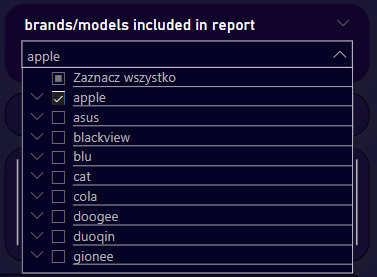 brands/models included in report
apple
Zaznacz wszystko
apple
asus
blackview
blu
cat
cola
doogee
duoqin
gionee